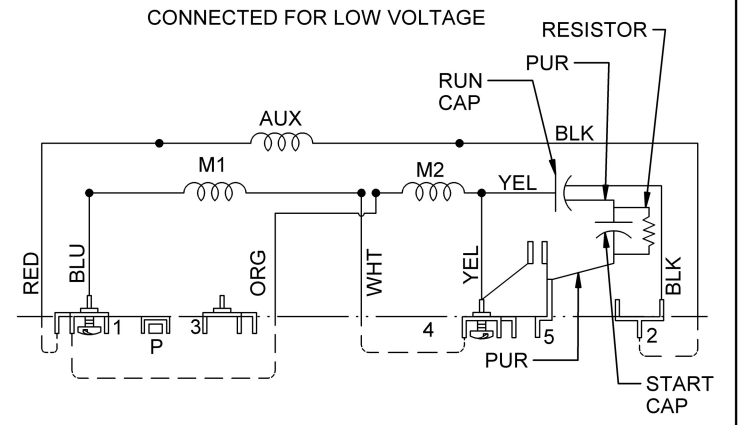 CONNECTED FOR LOW VOLTAGE
RESISTOR
PUR
RUN
CAP
AUX
BLK
M1
M2
YEL
RED
BLU
ORG
WHT
YEL
BLK
1
P
3
4
5
2
PUR
START
CAP